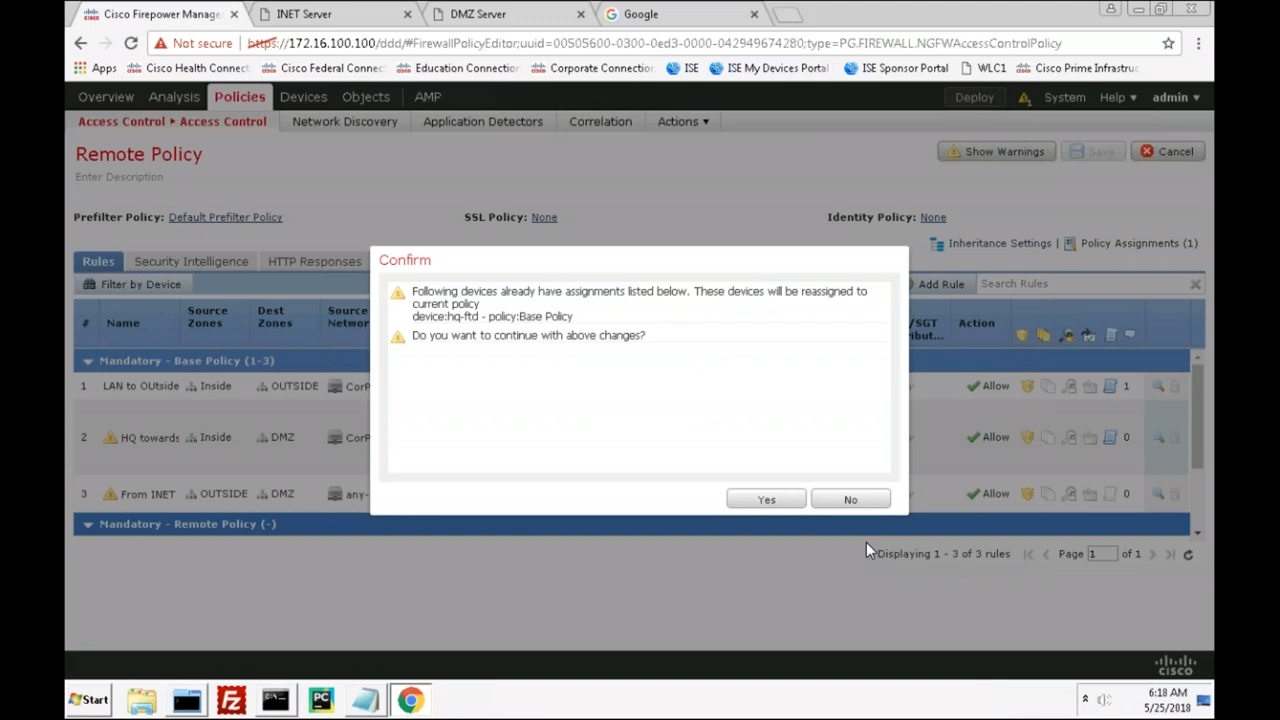 Cisco Firepower Manage
INET Server
DMZ Server
Google
Not secure
https://172.16.100.100/ddd/#FirewallPolicyEditor;uuid=00505600-0300-0ed3-0000-042949674280;type=PG.FIREWALL.NGFWAccessControlPolicy
Apps
Cisco Health Connect
Cisco Federal Connec
Education Connection
Corporate Connection
ISE
ISE My Devices Portal
ISE Sponsor Portal
WLC1
Cisco Prime Infrastruc
Overview
Analysis
Policies
Devices
Objects
AMP
Deploy
System
Help
admin
Access Control ▸ Access Control
Network Discovery
Application Detectors
Correlation
Actions
Remote Policy
Show Warnings
Save
Cancel
Enter Description
Prefilter Policy: Default Prefilter Policy
SSL Policy: None
Identity Policy: None
Inheritance Settings | Policy Assignments (1)
Rules
Security Intelligence
HTTP Responses
Filter by Device
Add Rule
Search Rules
# Name
Source Zones
Dest Zones
Source Network
/SGT
ribut...
Action
Mandatory - Base Policy (1-3)
1 LAN to OUtside Inside OUTSIDE CorP Allow 1
2 HQ towards Inside DMZ CorP Allow 0
3 From INET OUTSIDE DMZ any- Allow 0
Mandatory - Remote Policy (-)
Displaying 1 - 3 of 3 rules
Page 1 of 1
Confirm
Following devices already have assignments listed below. These devices will be reassigned to
current policy
device:hq-ftd - policy:Base Policy
Do you want to continue with above changes?
Yes
No
CISCO
Start
PC
6:18 AM
5/25/2018